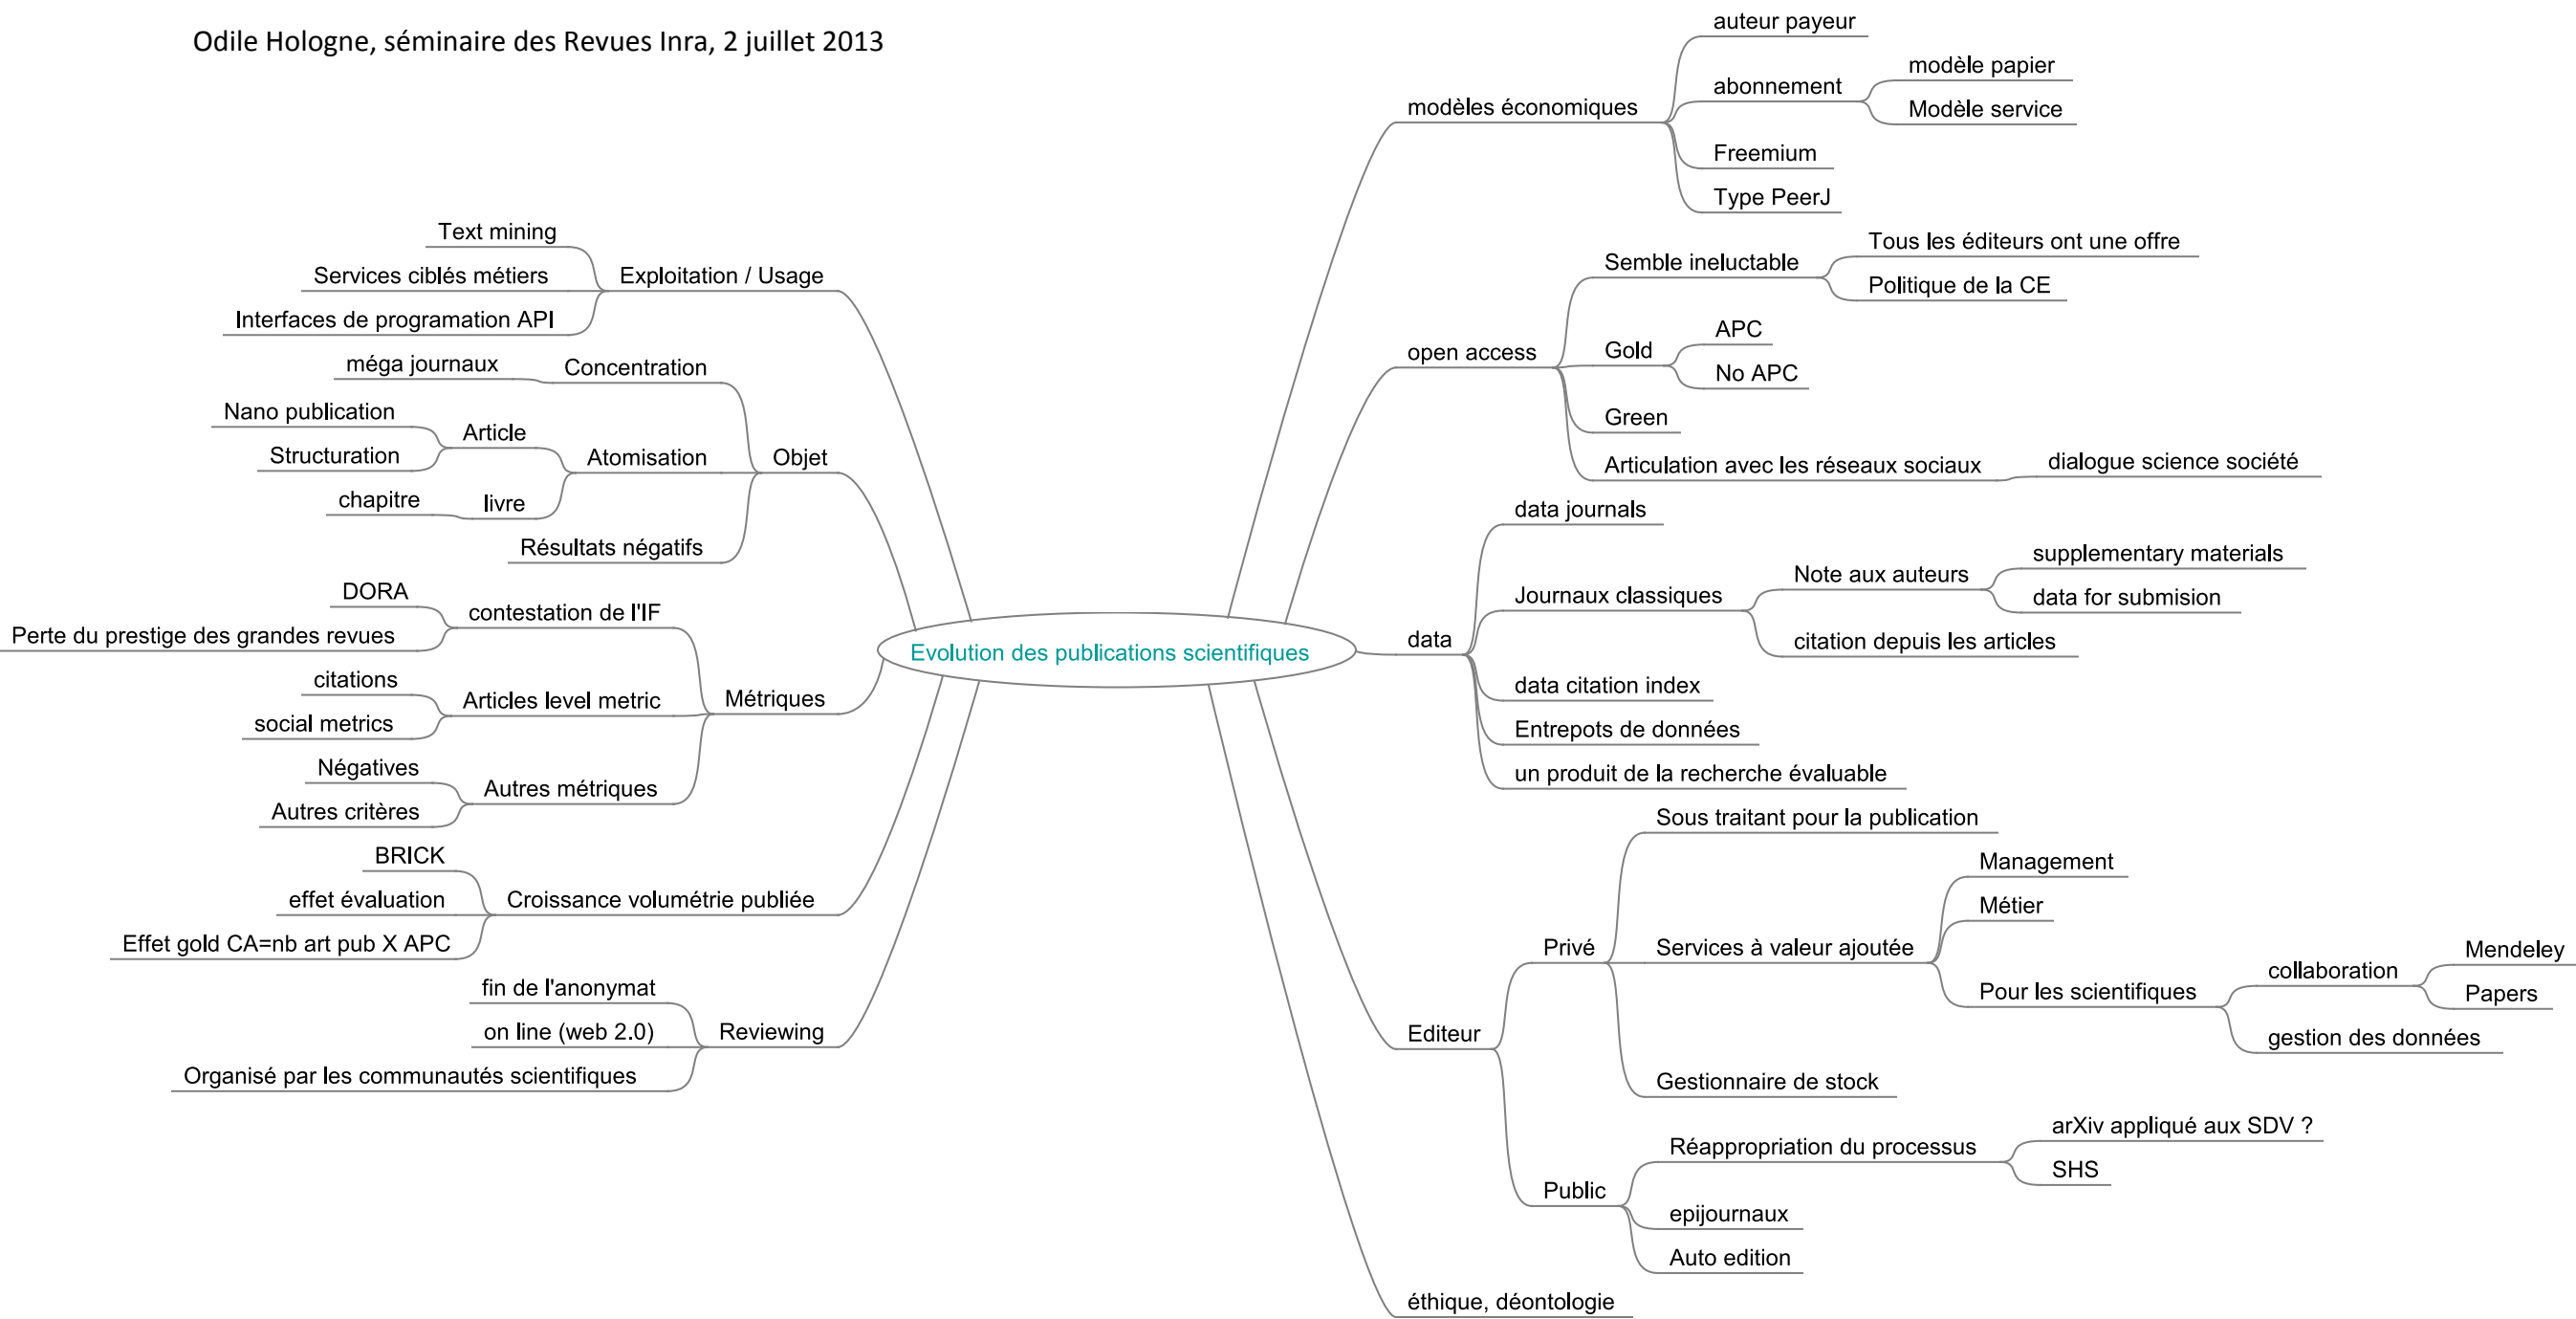 Odile Hologne, séminaire des Revues Inra, 2 juillet 2013
Evolution des publications scientifiques
modèles économiques
auteur payeur
abonnement
modèle papier
Modèle service
Freemium
Type PeerJ
open access
Semble ineluctable
Tous les éditeurs ont une offre
Politique de la CE
Gold
APC
No APC
Green
Articulation avec les réseaux sociaux
dialogue science société
data
data journals
Journaux classiques
Note aux auteurs
supplementary materials
data for submision
citation depuis les articles
data citation index
Entrepots de données
un produit de la recherche évaluable
Editeur
Privé
Sous traitant pour la publication
Services à valeur ajoutée
Management
Métier
Pour les scientifiques
collaboration
Mendeley
Papers
gestion des données
Gestionnaire de stock
Public
Réappropriation du processus
arXiv appliqué aux SDV ?
SHS
epijournaux
Auto edition
éthique, déontologie
Exploitation / Usage
Text mining
Services ciblés métiers
Interfaces de programation API
Objet
Concentration
méga journaux
Atomisation
Article
Nano publication
Structuration
livre
chapitre
Résultats négatifs
Métriques
contestation de l'IF
DORA
Perte du prestige des grandes revues
Articles level metric
citations
social metrics
Autres métriques
Négatives
Autres critères
Croissance volumétrie publiée
BRICK
effet évaluation
Effet gold CA=nb art pub X APC
Reviewing
fin de l'anonymat
on line (web 2.0)
Organisé par les communautés scientifiques